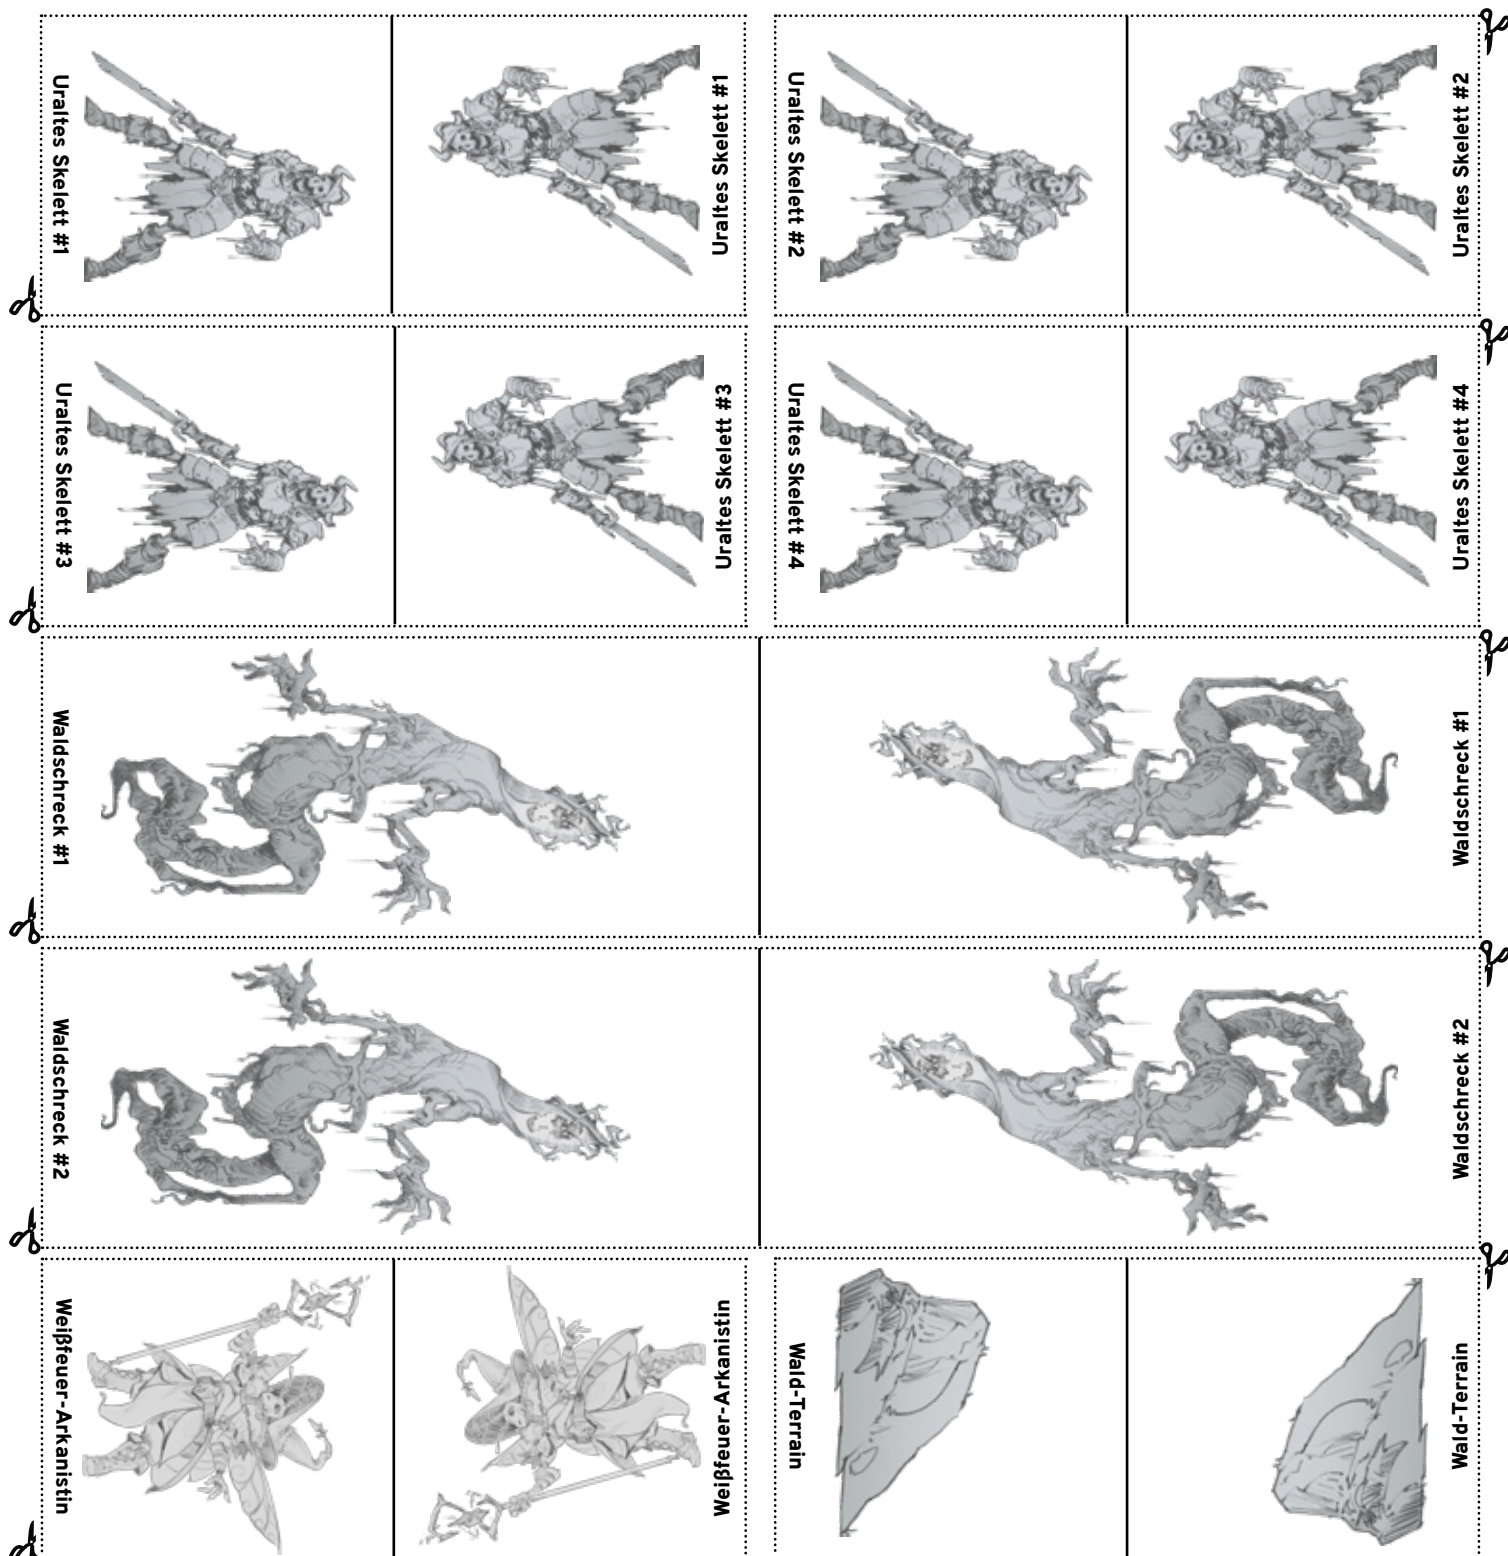 Uraltes Skelett #1
Uraltes Skelett #1
Uraltes Skelett #2
Uraltes Skelett #2
Uraltes Skelett #3
Uraltes Skelett #3
Uraltes Skelett #4
Uraltes Skelett #4
Waldschreck #1
Waldschreck #1
Waldschreck #2
Waldschreck #2
Weißfeuer-Arkanistin
Weißfeuer-Arkanistin
Wald-Terrain
Wald-Terrain